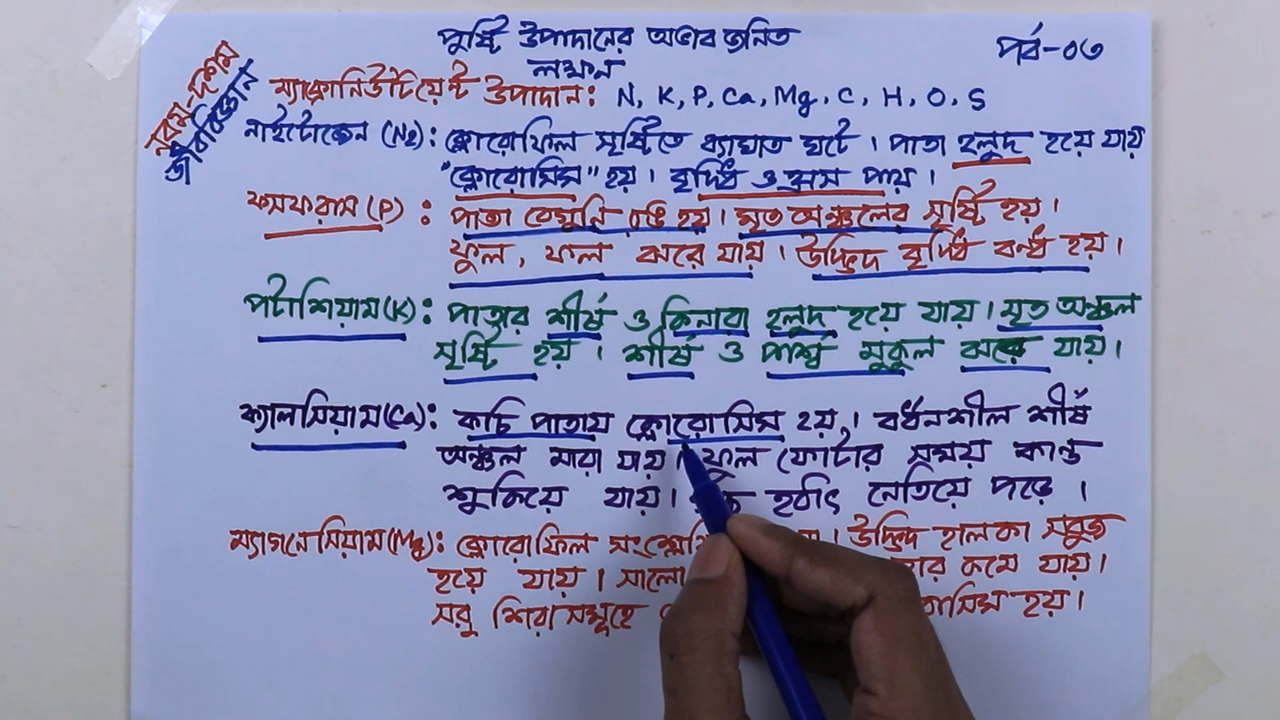 পুষ্টি উপাদানের অভাব জনিত
লক্ষন
পর্ব-০৩
নবম-দশম
জীববিজ্ঞান
ম্যাক্রোনিউটিয়েন্ট উপাদান: N, K, P, Ca, Mg, C, H, O, S
নাইট্রোজেন (N₂): ক্লোরোফিল সৃষ্টিতে ব্যাঘাত ঘটে । পাতা হলুদ হয়ে যায়
"ক্লোরোসিস" হয় । বৃদ্ধি ও হ্রাস পায় ।
ফসফরাস (P) : পাতা বেগুনি রঙ হয় । মৃত অঞ্চলের সৃষ্টি হয় ।
ফুল, ফল ঝরে যায় । উদ্ভিদ বৃদ্ধি বন্ধ হয় ।
পটাশিয়াম (K) : পাতার শীর্ষ ও কিনারা হলুদ হয়ে যায় । মৃত অঞ্চল
সৃষ্টি হয় । শীর্ষ ও পার্শ্ব মুকুল ঝরে যায় ।
ক্যালসিয়াম (Ca): কচি পাতায় ক্লোরোসিস হয় । বর্ধনশীল শীর্ষ
অঞ্চল মারা যায় । ফুল ফোটার সময় কান্ড
শুকিয়ে যায় । হঠাৎ নেতিয়ে পড়ে ।
ম্যাগনেসিয়াম (Mg): ক্লোরোফিল । উদ্ভিদ হালকা সবুজ
হয়ে যায় । হার কমে যায় ।
সরু শিরাসমূহে হয় ।